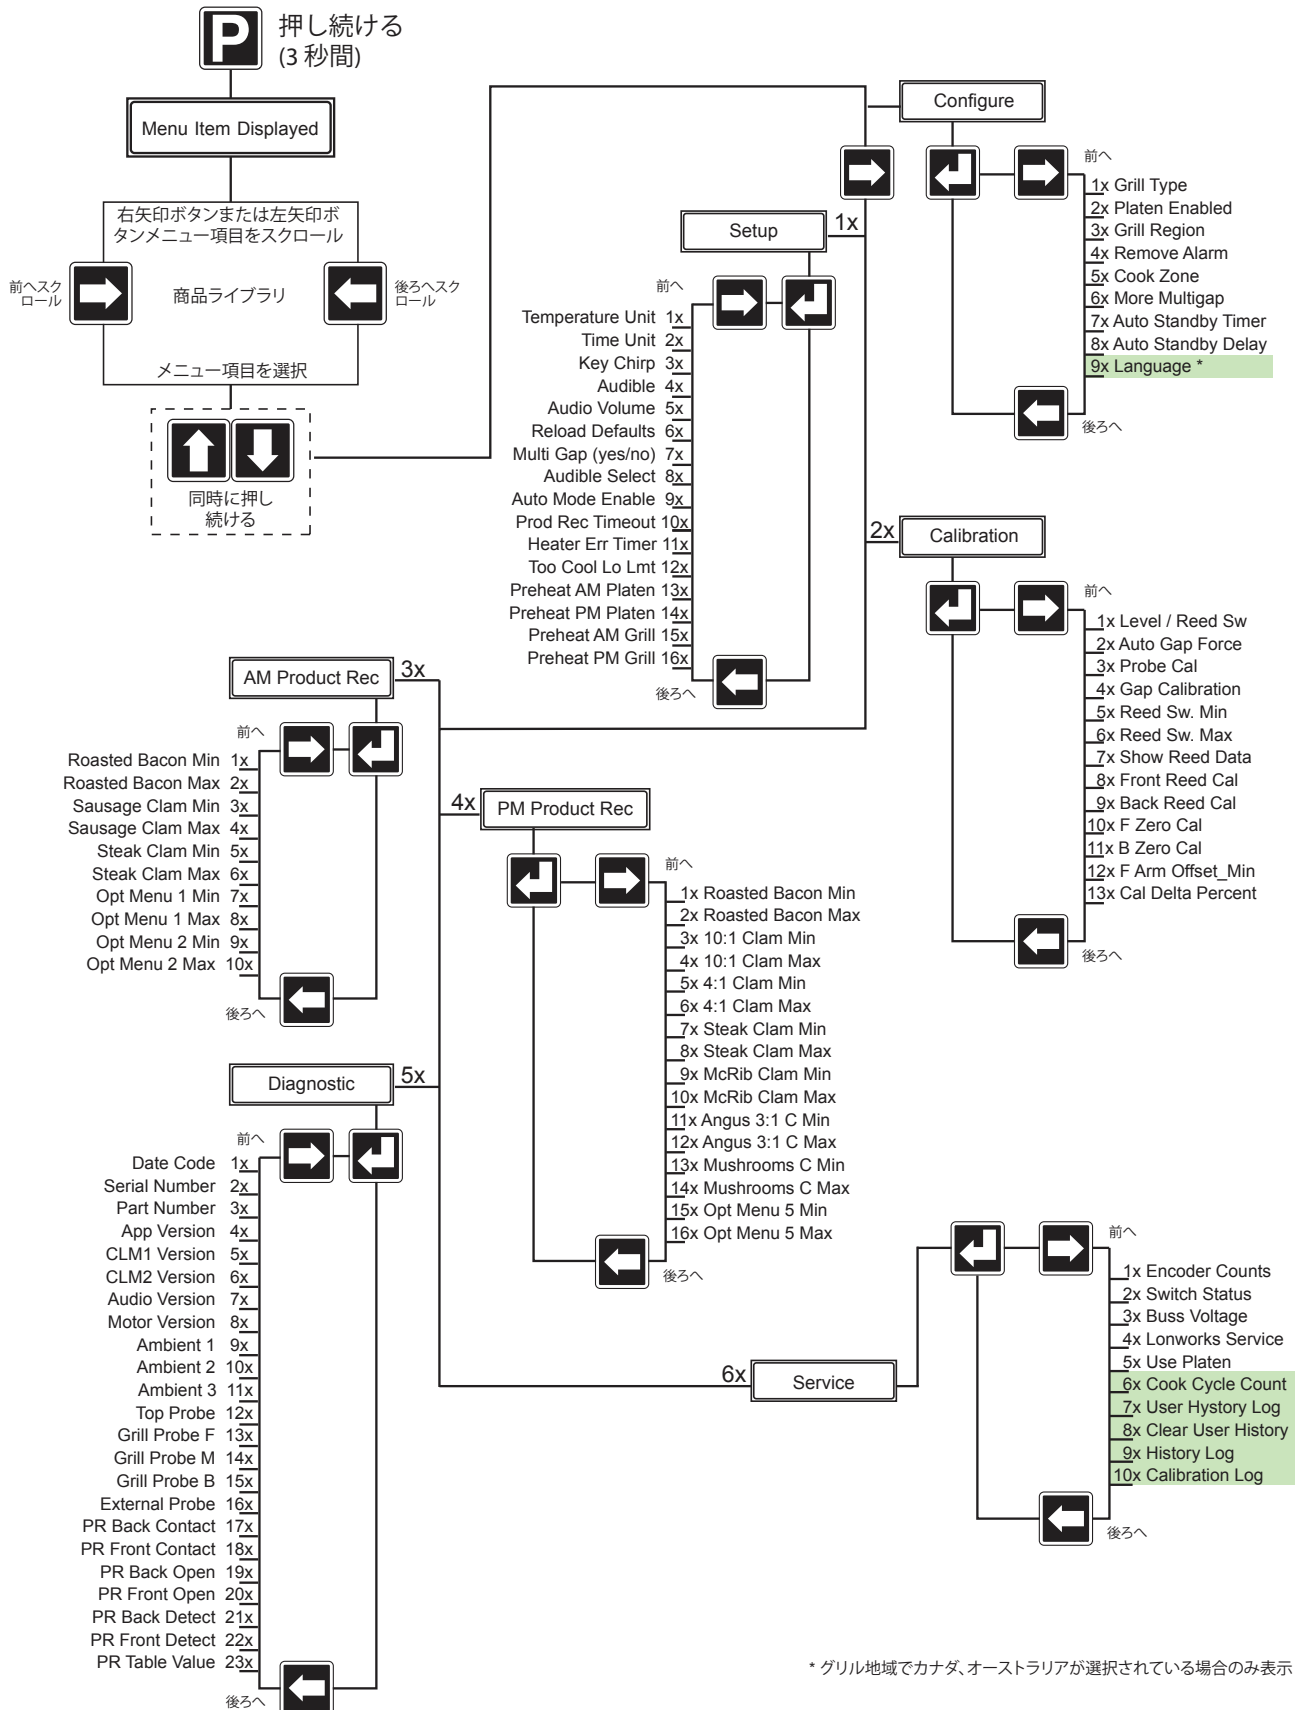 P
押し続ける
(3 秒間)
Menu Item Displayed
右矢印ボタンまたは左矢印ボ
タンメニュー項目をスクロール
前へスク
ロール
商品ライブラリ
後ろへスク
ロール
メニュー項目を選択
同時に押し
続ける
Configure
前へ
1x Grill Type
2x Platen Enabled
3x Grill Region
4x Remove Alarm
5x Cook Zone
6x More Multigap
7x Auto Standby Timer
8x Auto Standby Delay
9x Language *
後ろへ
Setup
1x
前へ
Temperature Unit 1x
Time Unit 2x
Key Chirp 3x
Audible 4x
Audio Volume 5x
Reload Defaults 6x
Multi Gap (yes/no) 7x
Audible Select 8x
Auto Mode Enable 9x
Prod Rec Timeout 10x
Heater Err Timer 11x
Too Cool Lo Lmt 12x
Preheat AM Platen 13x
Preheat PM Platen 14x
Preheat AM Grill 15x
Preheat PM Grill 16x
後ろへ
2x
Calibration
前へ
1x Level / Reed Sw
2x Auto Gap Force
3x Probe Cal
4x Gap Calibration
5x Reed Sw. Min
6x Reed Sw. Max
7x Show Reed Data
8x Front Reed Cal
9x Back Reed Cal
10x F Zero Cal
11x B Zero Cal
12x F Arm Offset_Min
13x Cal Delta Percent
後ろへ
AM Product Rec
3x
前へ
Roasted Bacon Min 1x
Roasted Bacon Max 2x
Sausage Clam Min 3x
Sausage Clam Max 4x
Steak Clam Min 5x
Steak Clam Max 6x
Opt Menu 1 Min 7x
Opt Menu 1 Max 8x
Opt Menu 2 Min 9x
Opt Menu 2 Max 10x
後ろへ
4x
PM Product Rec
前へ
1x Roasted Bacon Min
2x Roasted Bacon Max
3x 10:1 Clam Min
4x 10:1 Clam Max
5x 4:1 Clam Min
6x 4:1 Clam Max
7x Steak Clam Min
8x Steak Clam Max
9x McRib Clam Min
10x McRib Clam Max
11x Angus 3:1 C Min
12x Angus 3:1 C Max
13x Mushrooms C Min
14x Mushrooms C Max
15x Opt Menu 5 Min
16x Opt Menu 5 Max
後ろへ
Diagnostic
5x
前へ
Date Code 1x
Serial Number 2x
Part Number 3x
App Version 4x
CLM1 Version 5x
CLM2 Version 6x
Audio Version 7x
Motor Version 8x
Ambient 1 9x
Ambient 2 10x
Ambient 3 11x
Top Probe 12x
Grill Probe F 13x
Grill Probe M 14x
Grill Probe B 15x
External Probe 16x
PR Back Contact 17x
PR Front Contact 18x
PR Back Open 19x
PR Front Open 20x
PR Back Detect 21x
PR Front Detect 22x
PR Table Value 23x
後ろへ
6x
Service
前へ
1x Encoder Counts
2x Switch Status
3x Buss Voltage
4x Lonworks Service
5x Use Platen
6x Cook Cycle Count
7x User Hystory Log
8x Clear User History
9x History Log
10x Calibration Log
後ろへ
* グリル地域でカナダ、オーストラリアが選択されている場合のみ表示